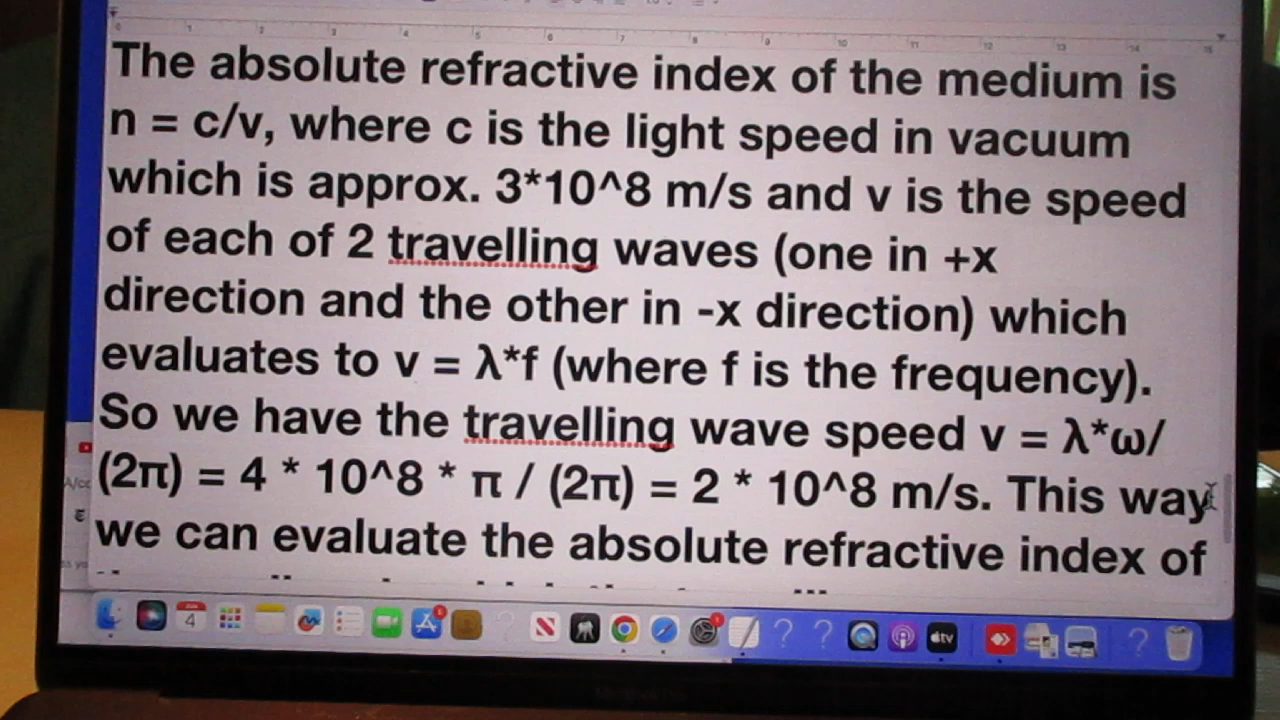 The absolute refractive index of the medium is
n = c/v, where c is the light speed in vacuum
which is approx. 3*10^8 m/s and v is the speed
of each of 2 travelling waves (one in +x
direction and the other in -x direction) which
evaluates to v = λ*f (where f is the frequency).
So we have the travelling wave speed v = λ*ω/
(2π) = 4 * 10^8 * π / (2π) = 2 * 10^8 m/s. This way
we can evaluate the absolute refractive index of
4
tv